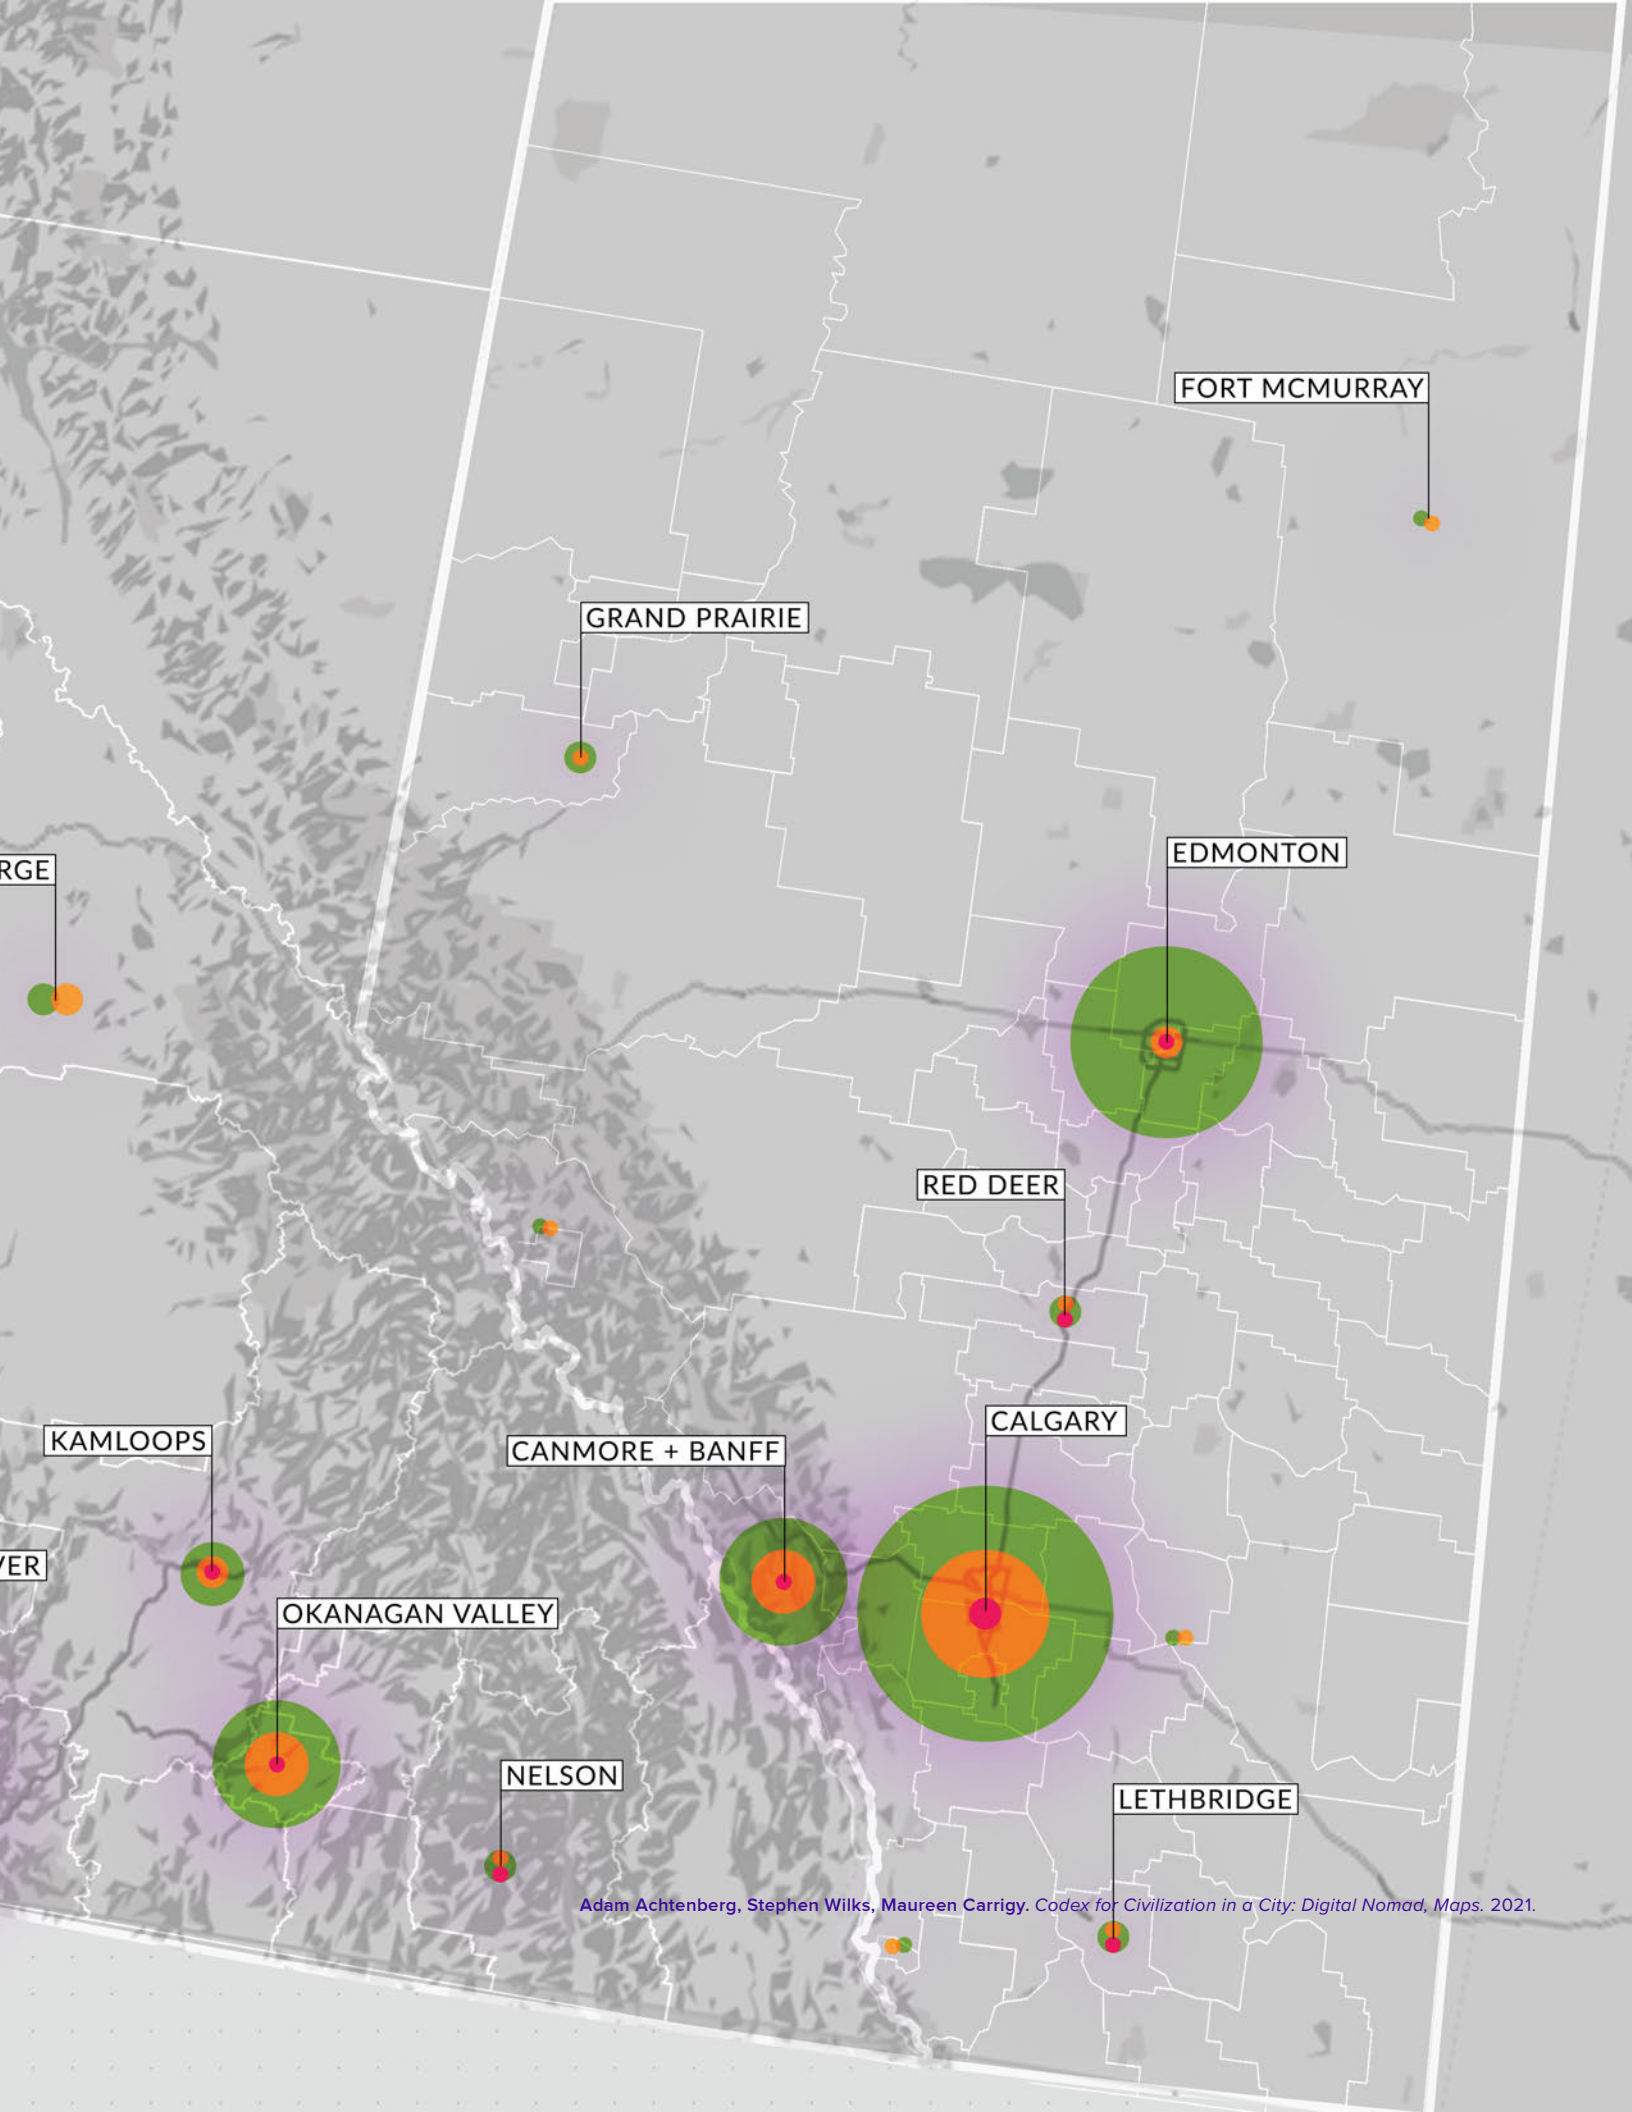 FORT MCMURRAY
GRAND PRAIRIE
EDMONTON
RGE
RED DEER
CALGARY
KAMLOOPS
CANMORE + BANFF
VER
OKANAGAN VALLEY
NELSON
LETHBRIDGE
Adam Achtenberg, Stephen Wilks, Maureen Carrigy. Codex for Civilization in a City: Digital Nomad, Maps. 2021.